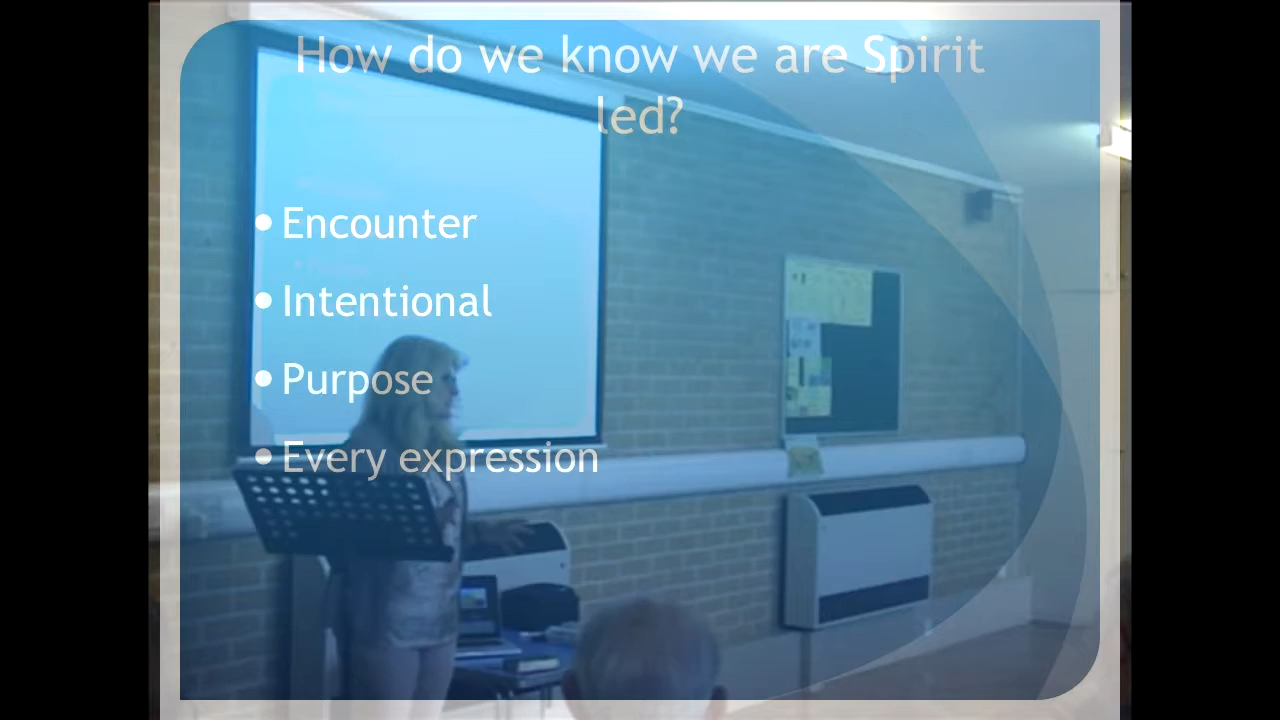 How do we know we are Spirit
led?
• Encounter
• Intentional
• Purpose
• Every expression